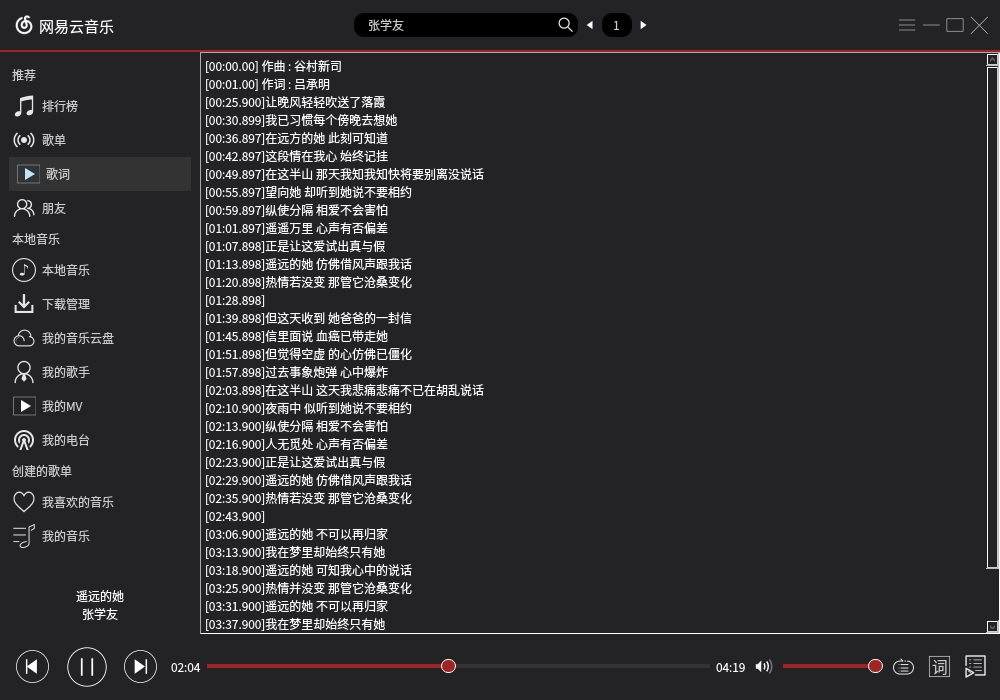 网易云音乐
张学友
1
推荐
排行榜
歌单
歌词
朋友
本地音乐
本地音乐
下载管理
我的音乐云盘
我的歌手
我的MV
我的电台
创建的歌单
我喜欢的音乐
我的音乐
遥远的她
张学友
[00:00.00] 作曲 : 谷村新司
[00:01.00] 作词 : 吕承明
[00:25.900]让晚风轻轻吹送了落霞
[00:30.899]我已习惯每个傍晚去想她
[00:36.897]在远方的她 此刻可知道
[00:42.897]这段情在我心 始终记挂
[00:49.897]在这半山 那天我知我知快将要别离没说话
[00:55.897]望向她 却听到她说不要相约
[00:59.897]纵使分隔 相爱不会害怕
[01:01.897]遥遥万里 心声有否偏差
[01:07.898]正是让这爱试出真与假
[01:13.898]遥远的她 仿佛借风声跟我话
[01:20.898]热情若没变 那管它沧桑变化
[01:28.898]
[01:39.898]但这天收到 她爸爸的一封信
[01:45.898]信里面说 血癌已带走她
[01:51.898]但觉得空虚 的心仿佛已僵化
[01:57.898]过去事象炮弹 心中爆炸
[02:03.898]在这半山 这天我悲痛悲痛不已在胡乱说话
[02:10.900]夜雨中 似听到她说不要相约
[02:13.900]纵使分隔 相爱不会害怕
[02:16.900]人无觅处 心声有否偏差
[02:23.900]正是让这爱试出真与假
[02:29.900]遥远的她 仿佛借风声跟我话
[02:35.900]热情若没变 那管它沧桑变化
[02:43.900]
[03:06.900]遥远的她 不可以再归家
[03:13.900]我在梦里却始终只有她
[03:18.900]遥远的她 可知我心中的说话
[03:25.900]热情并没变 那管它沧桑变化
[03:31.900]遥远的她 不可以再归家
[03:37.900]我在梦里却始终只有她
02:04
04:19
词